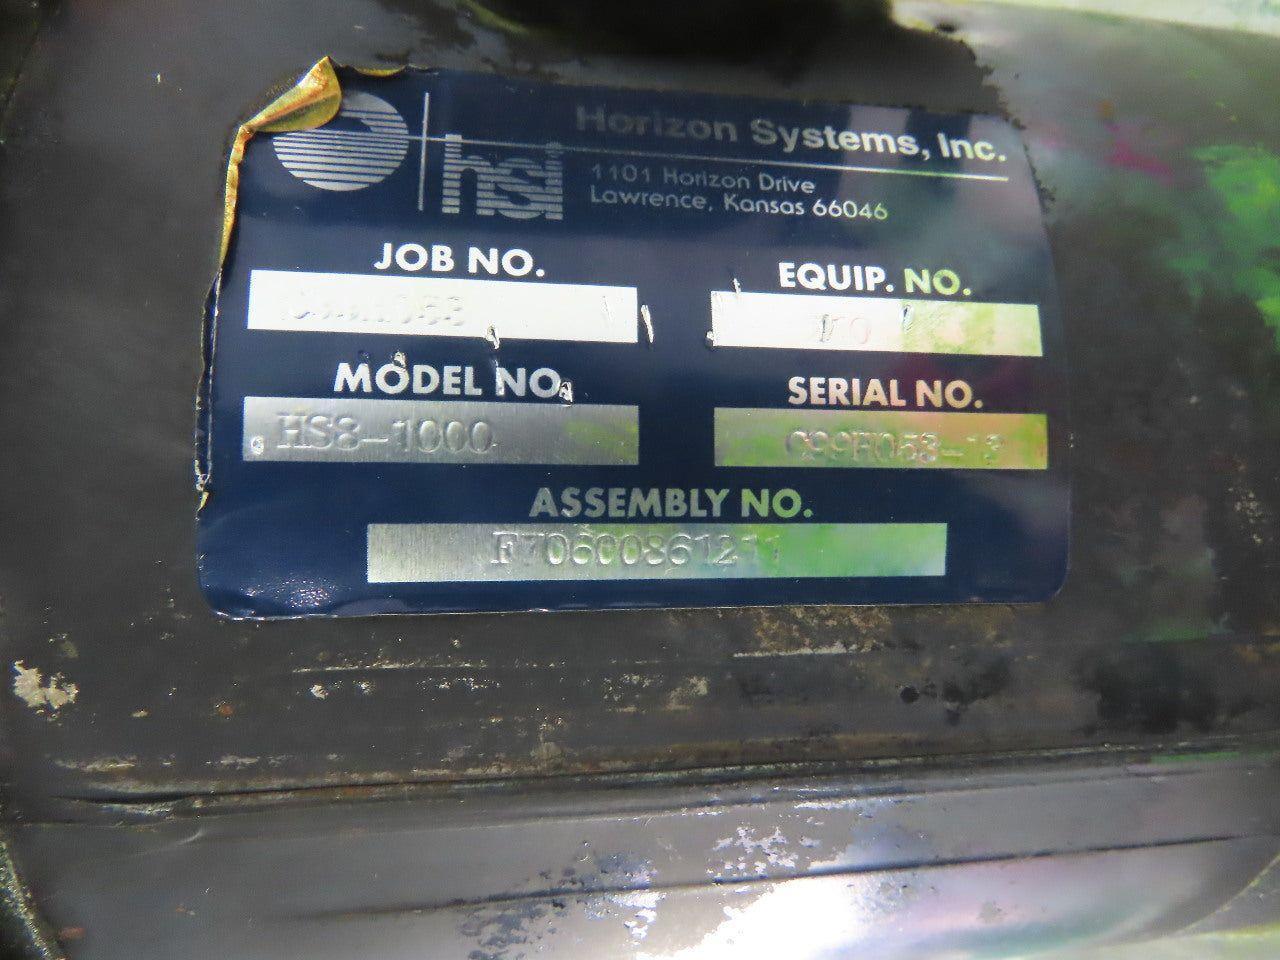 hsi
Horizon Systems, Inc.
1101 Horizon Drive
Lawrence, Kansas 66046
JOB NO.
EQUIP. NO.
MODEL NO.
SERIAL NO.
HS8-1000
ASSEMBLY NO.